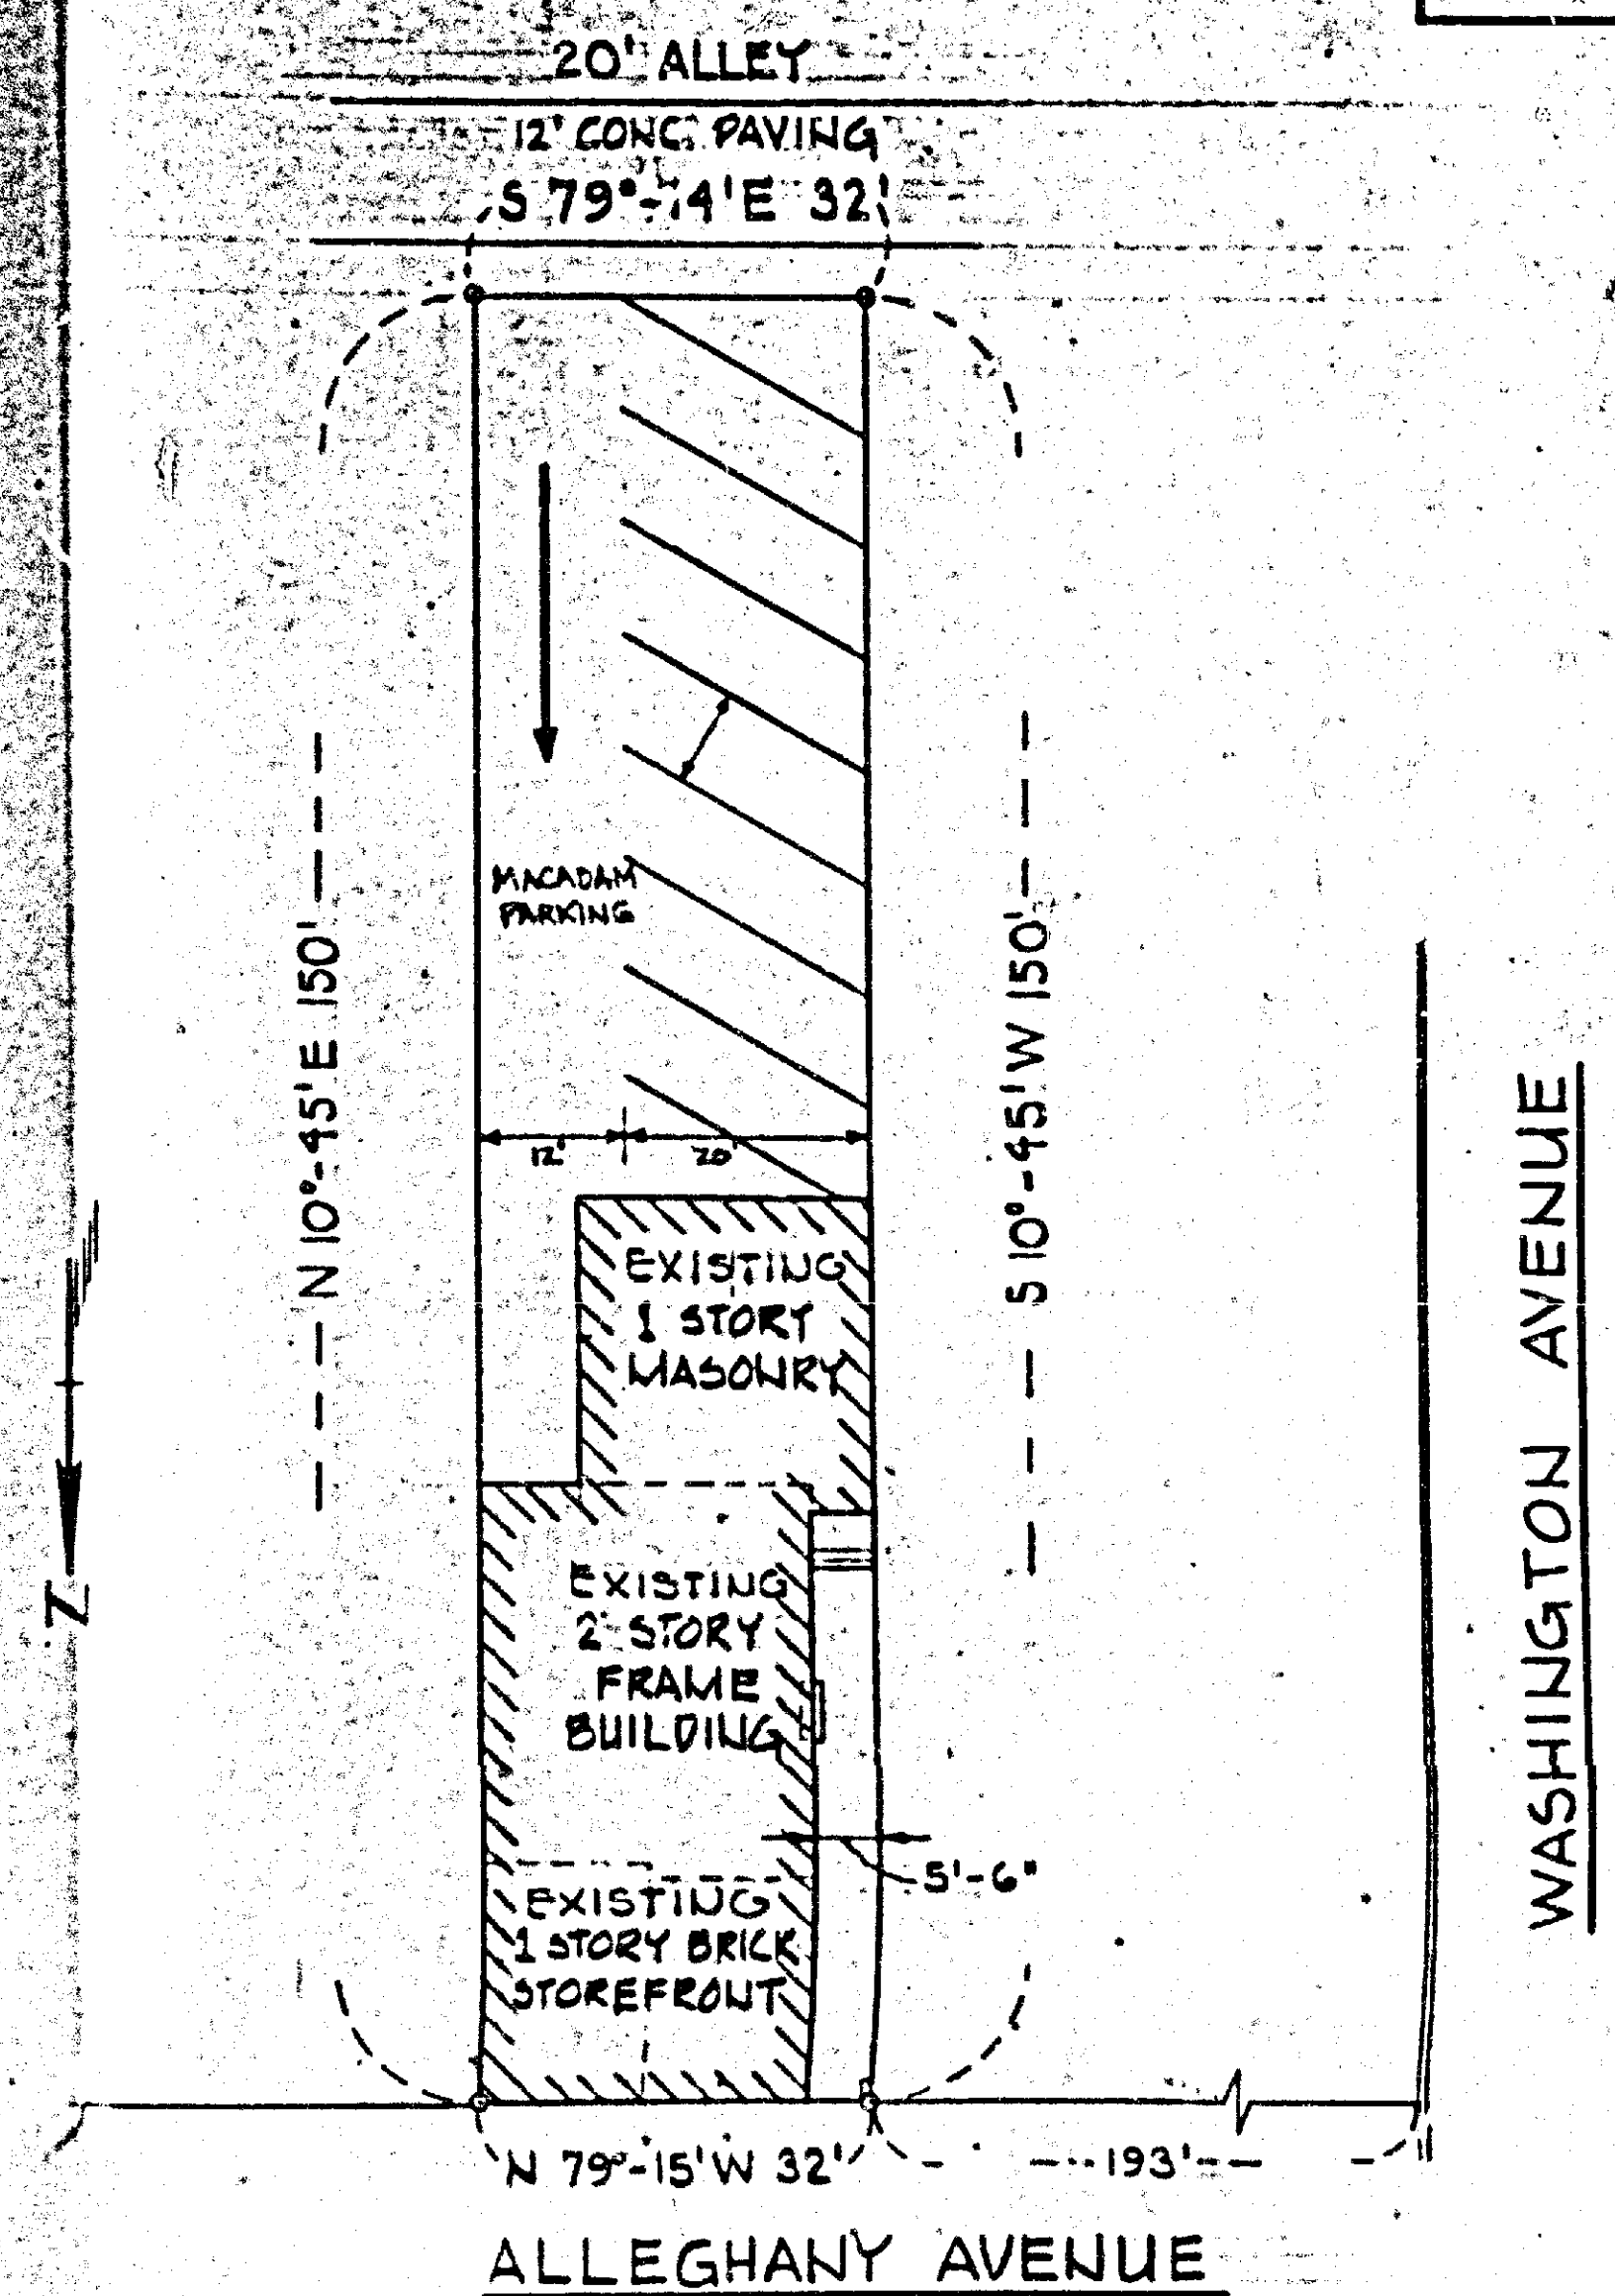 20' ALLEY
12' CONC. PAVING
S 79°-14'E 32'
MACADAM
PARKING
N 10°-45'E 150'
S 10°-45'W 150'
12'
20'
EXISTING
1 STORY
MASONRY
WASHINGTON AVENUE
N
EXISTING
2 STORY
FRAME
BUILDING
5'-6"
EXISTING
1 STORY BRICK
STOREFRONT
N 79°-15'W 32'
193'
ALLEGHANY AVENUE